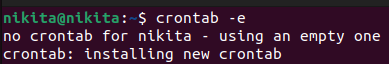 nikita@nikita:~$ crontab -e
no crontab for nikita - using an empty one
crontab: installing new crontab